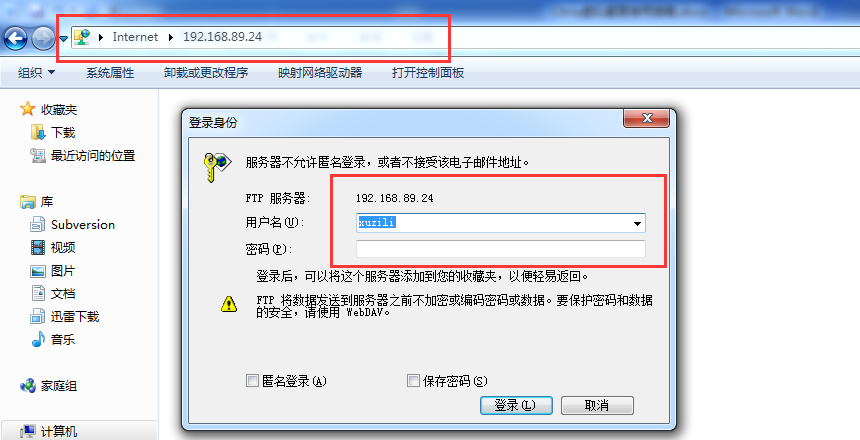 Internet 192.168.89.24
组织 系统属性 卸载或更改程序 映射网络驱动器 打开控制面板
收藏夹
下载
最近访问的位置
库
Subversion
视频
图片
文档
迅雷下载
音乐
家庭组
计算机
登录身份
服务器不允许匿名登录，或者不接受该电子邮件地址。
FTP 服务器: 192.168.89.24
用户名(U): xuzili
密码(P):
登录后，可以将这个服务器添加到您的收藏夹，以便轻易返回。
FTP 将数据发送到服务器之前不加密或编码密码或数据。要保护密码和数据
的安全，请使用 WebDAV。
匿名登录(A) 保存密码(S)
登录(L) 取消